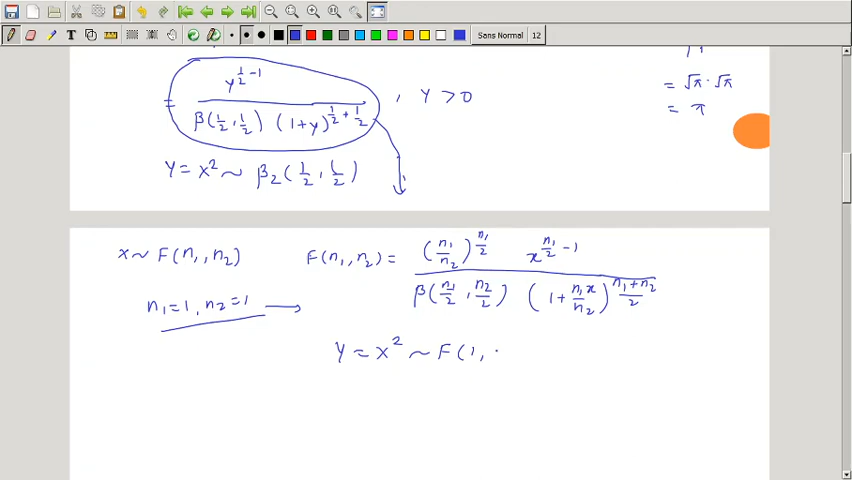 Sans Normal 12
= y^{1/2 - 1} / β(1/2, 1/2) (1+y)^{1/2 + 1/2} , y > 0
= √π · √π
= π
Y = X² ~ β₂(1/2, 1/2)
x ~ F(n₁, n₂) F(n₁, n₂) = (n₁/n₂)^{n₁/2} x^{n₁/2 - 1} / β(n₁/2, n₂/2) (1 + n₁x/n₂)^{(n₁+n₂)/2}
n₁=1, n₂=1 →
Y = X² ~ F(1,